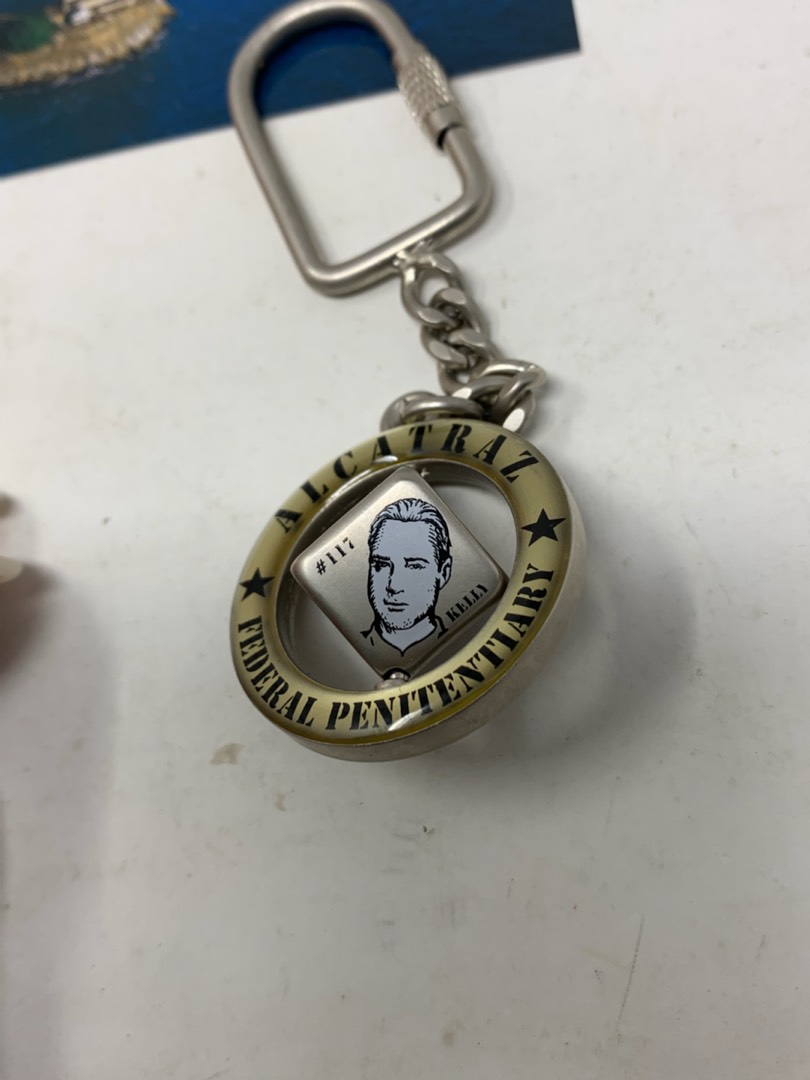 ALCATRAZ
#117
KELLY
FEDERAL PENITENTIARY